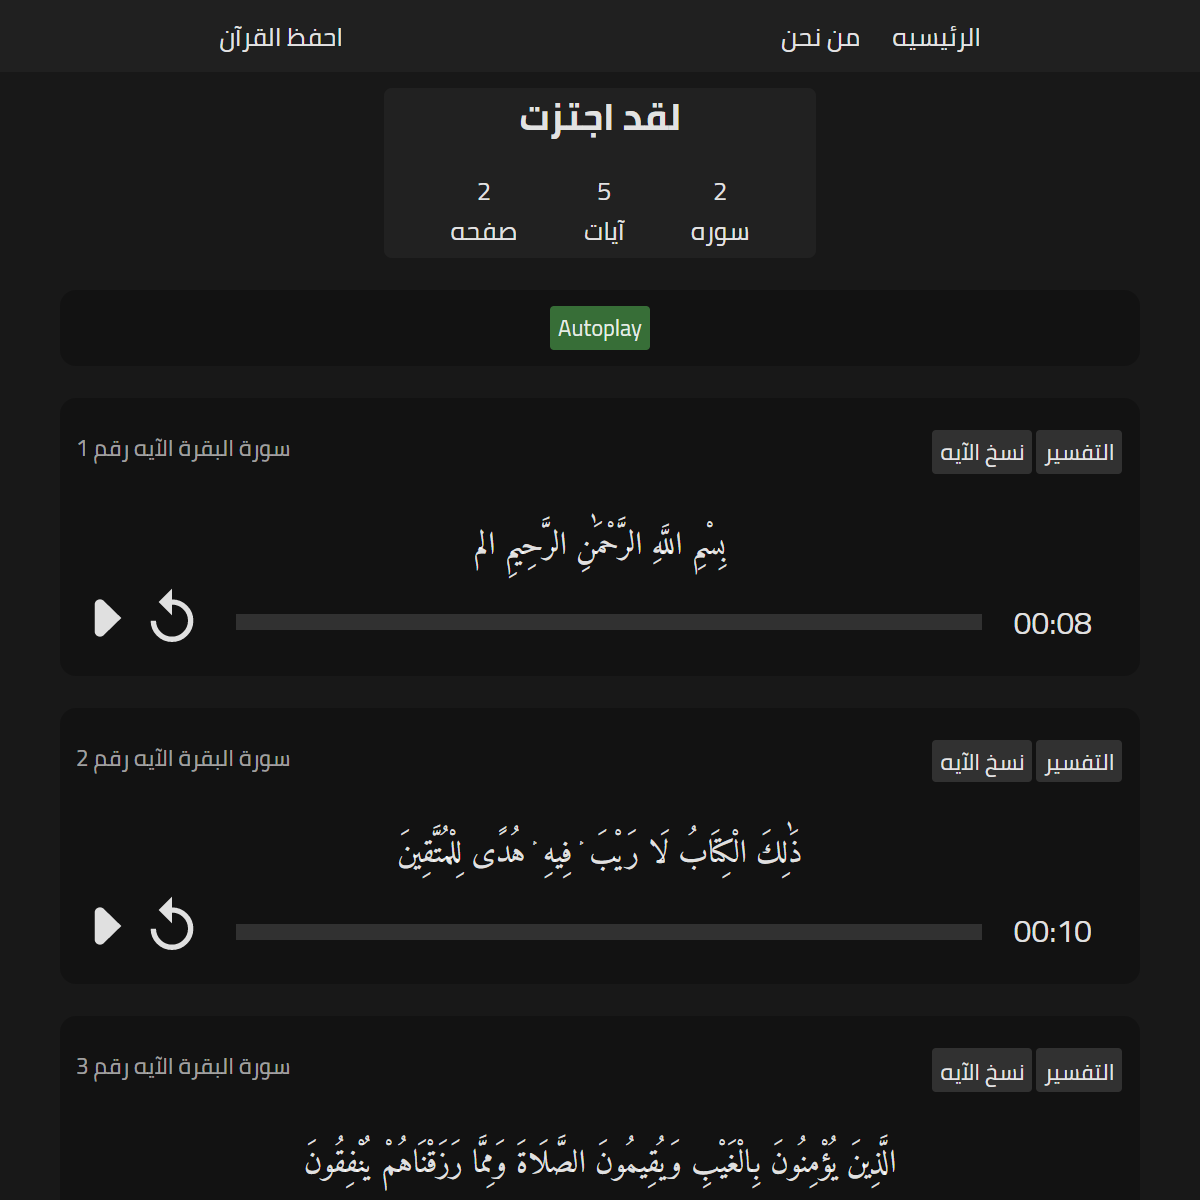 الرئيسيه من نحن احفظ القرآن
لقد اجتزت
2 5 2
سوره آيات صفحه
Autoplay
التفسير نسخ الآيه سورة البقرة الآيه رقم 1
بِسْمِ اللَّهِ الرَّحْمَٰنِ الرَّحِيمِ الم
00:08
التفسير نسخ الآيه سورة البقرة الآيه رقم 2
ذَٰلِكَ الْكِتَابُ لَا رَيْبَ ۛ فِيهِ ۛ هُدًى لِلْمُتَّقِينَ
00:10
التفسير نسخ الآيه سورة البقرة الآيه رقم 3
الَّذِينَ يُؤْمِنُونَ بِالْغَيْبِ وَيُقِيمُونَ الصَّلَاةَ وَمِمَّا رَزَقْنَاهُمْ يُنْفِقُونَ